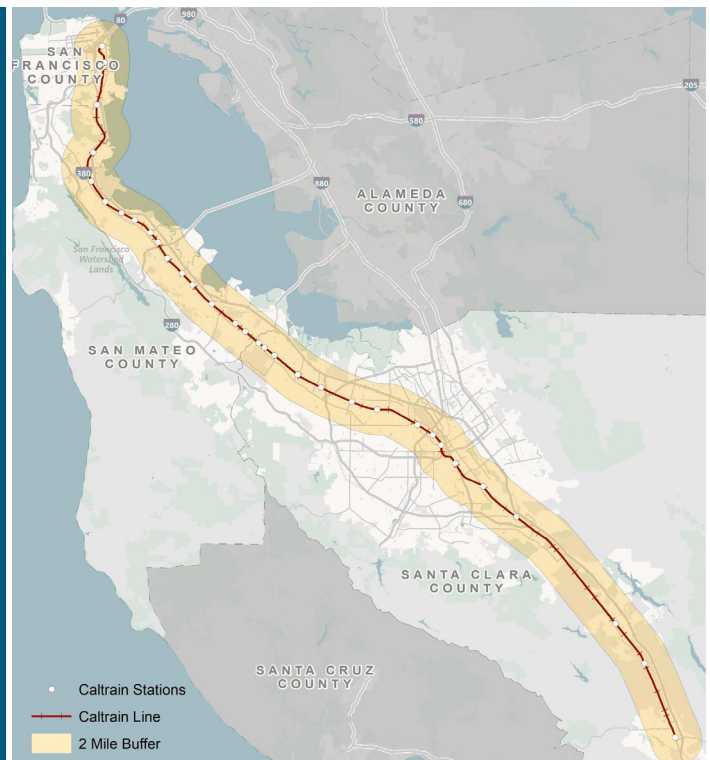 80
980
SAN
FRANCISCO
COUNTY
205
580
380
880
ALAMEDA
COUNTY
680
San Francisco
Watershed
Lands
280
SAN MATEO
COUNTY
SANTA CLARA
COUNTY
SANTA CRUZ
COUNTY
Caltrain Stations
Caltrain Line
2 Mile Buffer